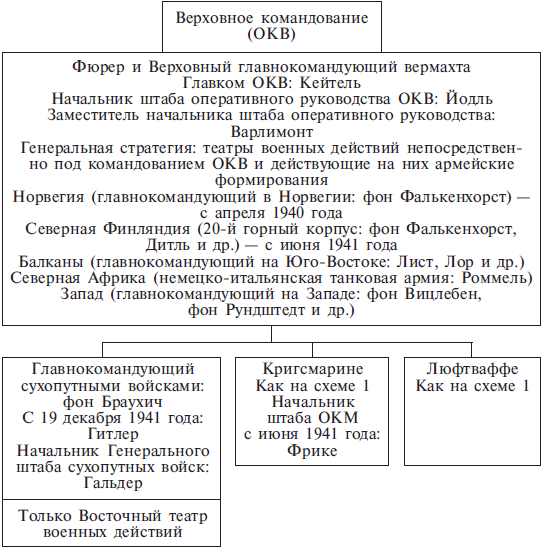 Верховное командование
(ОКВ)
Фюрер и Верховный главнокомандующий вермахта
Главком ОКВ: Кейтель
Начальник штаба оперативного руководства ОКВ: Йодль
Заместитель начальника штаба оперативного руководства:
Варлимонт
Генеральная стратегия: театры военных действий непосредствен-
но под командованием ОКВ и действующие на них армейские
формирования
Норвегия (главнокомандующий в Норвегии: фон Фалькенхорст) —
с апреля 1940 года
Северная Финляндия (20-й горный корпус: фон Фалькенхорст,
Дитль и др.) — с июня 1941 года
Балканы (главнокомандующий на Юго-Востоке: Лист, Лор и др.)
Северная Африка (немецко-итальянская танковая армия: Роммель)
Запад (главнокомандующий на Западе: фон Вицлебен,
фон Рундштедт и др.)
Главнокомандующий
сухопутными войсками:
фон Браухич
С 19 декабря 1941 года:
Гитлер
Начальник Генерального
штаба сухопутных войск:
Гальдер
Только Восточный театр
военных действий
Кригсмарине
Как на схеме 1
Начальник
штаба ОКМ
с июня 1941 года:
Фрике
Люфтваффе
Как на схеме 1